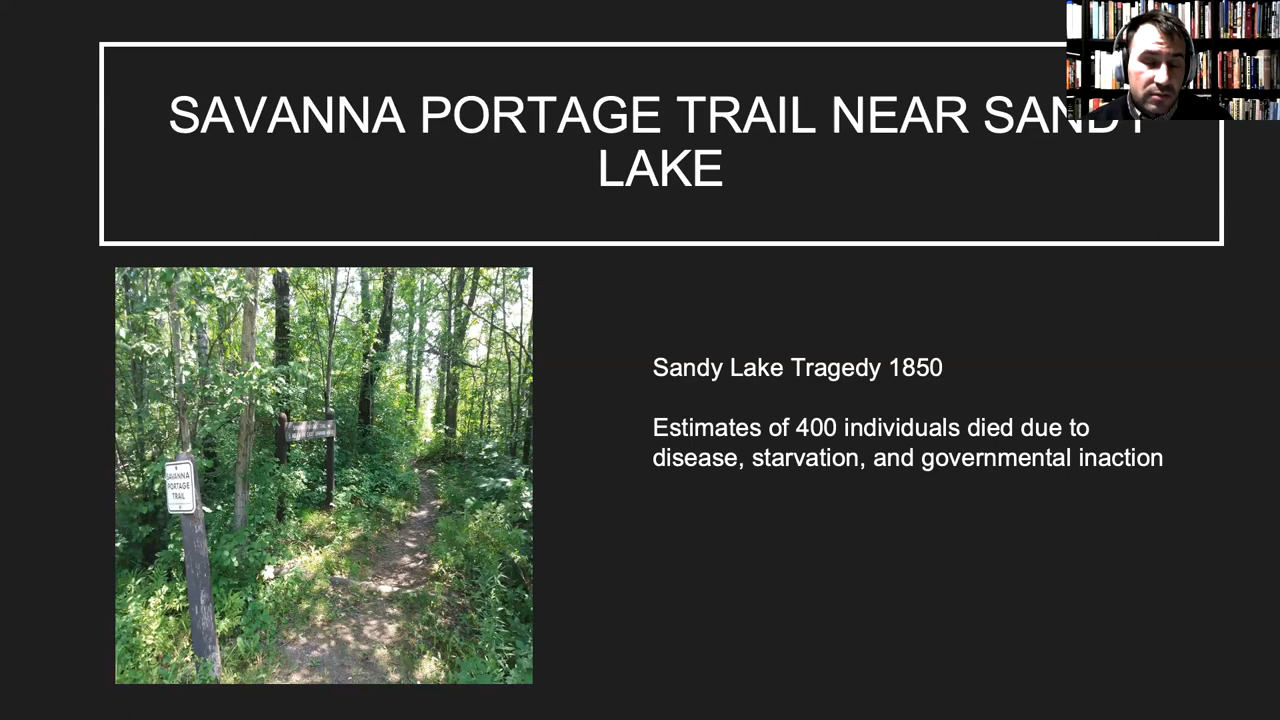 SAVANNA PORTAGE TRAIL NEAR SANDY
LAKE
Sandy Lake Tragedy 1850
Estimates of 400 individuals died due to
disease, starvation, and governmental inaction
SAVANNA
PORTAGE
TRAIL